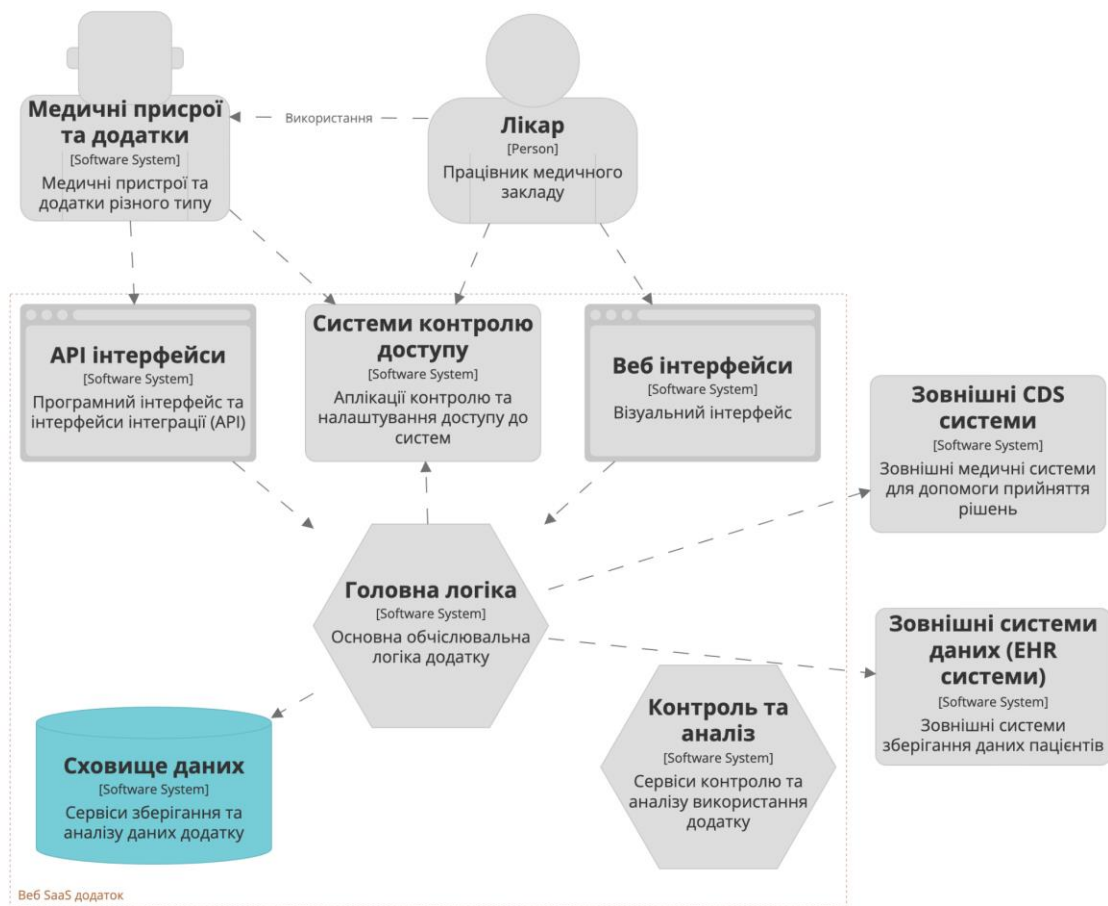 Медичні присрої
та додатки
[Software System]
Медичні пристрої та
додатки різного типу
Використання
Лікар
[Person]
Працівник медичного
закладу
API інтерфейси
[Software System]
Програмний інтерфейс та
інтерфейси інтеграції (API)
Системи контролю
доступу
[Software System]
Аплікації контролю та
налаштування доступу до
систем
Веб інтерфейси
[Software System]
Візуальний інтерфейс
Зовнішні CDS
системи
[Software System]
Зовнішні медичні системи
для допомоги прийняття
рішень
Головна логіка
[Software System]
Основна обчіслювальна
логіка додатку
Зовнішні системи
даних (EHR
системи)
[Software System]
Зовнішні системи
зберігання даних пацієнтів
Контроль та
аналіз
[Software System]
Сервіси контролю та
аналізу використання
додатку
Сховище даних
[Software System]
Сервіси зберігання та
аналізу даних додатку
Веб SaaS додаток